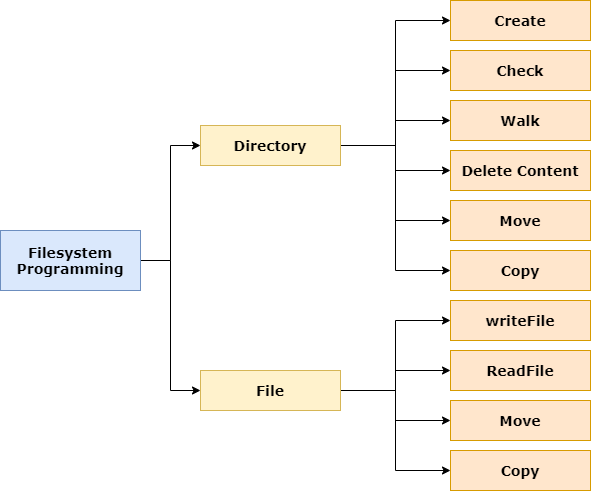 Filesystem
Programming
Directory
Create
Check
Walk
Delete Content
Move
Copy
File
writeFile
ReadFile
Move
Copy